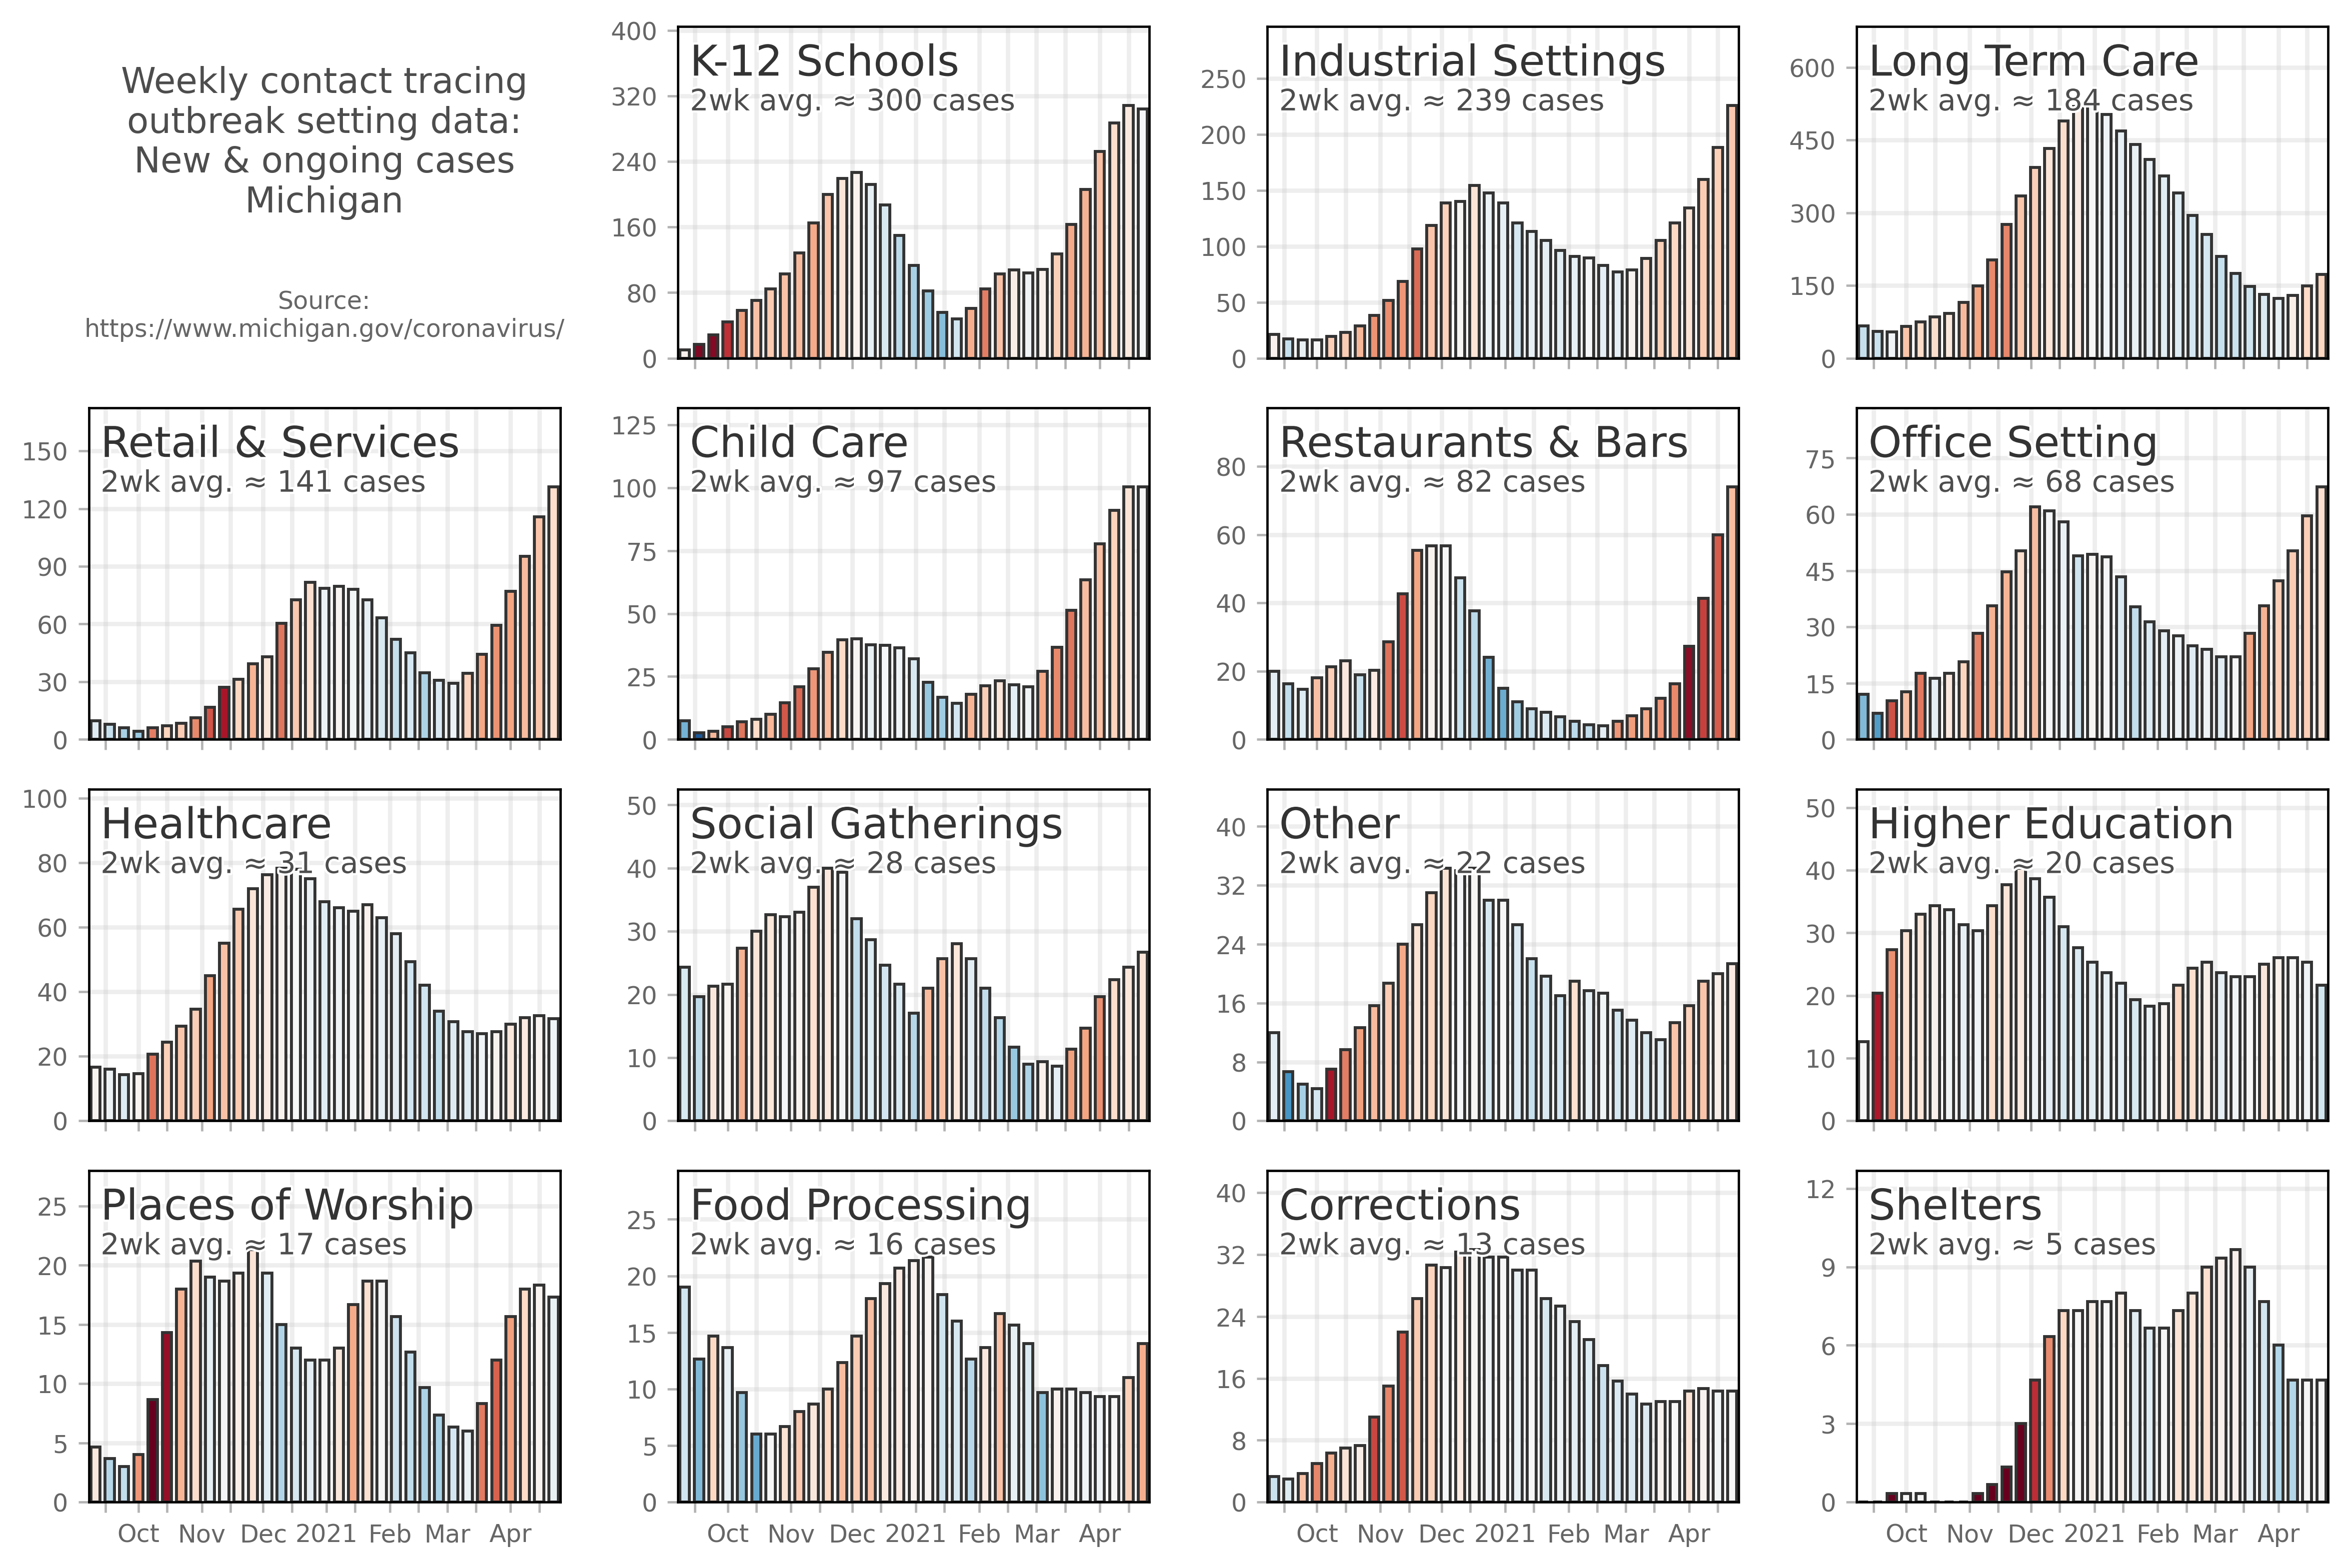 Weekly contact tracing
outbreak setting data:
New & ongoing cases
Michigan
Source:
https://www.michigan.gov/coronavirus/
K-12 Schools
2wk avg. ≈ 300 cases
400
320
240
160
80
0
Industrial Settings
2wk avg. ≈ 239 cases
250
200
150
100
50
0
Long Term Care
2wk avg. ≈ 184 cases
600
450
300
150
0
Retail & Services
2wk avg. ≈ 141 cases
150
120
90
60
30
0
Child Care
2wk avg. ≈ 97 cases
125
100
75
50
25
0
Restaurants & Bars
2wk avg. ≈ 82 cases
80
60
40
20
0
Office Setting
2wk avg. ≈ 68 cases
75
60
45
30
15
0
Healthcare
2wk avg. ≈ 31 cases
100
80
60
40
20
0
Social Gatherings
2wk avg. ≈ 28 cases
50
40
30
20
10
0
Other
2wk avg. ≈ 22 cases
40
32
24
16
8
0
Higher Education
2wk avg. ≈ 20 cases
50
40
30
20
10
0
Places of Worship
2wk avg. ≈ 17 cases
25
20
15
10
5
0
Oct Nov Dec 2021 Feb Mar Apr
Food Processing
2wk avg. ≈ 16 cases
25
20
15
10
5
0
Oct Nov Dec 2021 Feb Mar Apr
Corrections
2wk avg. ≈ 13 cases
40
32
24
16
8
0
Oct Nov Dec 2021 Feb Mar Apr
Shelters
2wk avg. ≈ 5 cases
12
9
6
3
0
Oct Nov Dec 2021 Feb Mar Apr